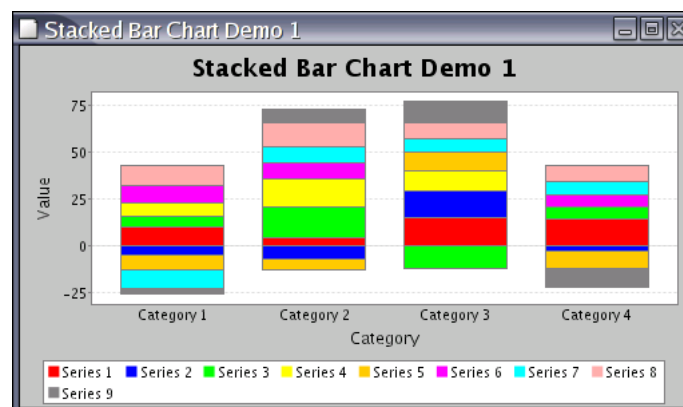 Stacked Bar Chart Demo 1
Stacked Bar Chart Demo 1
75
50
25
0
-25
Value
Category 1 Category 2 Category 3 Category 4
Category
Series 1 Series 2 Series 3 Series 4 Series 5 Series 6 Series 7 Series 8
Series 9